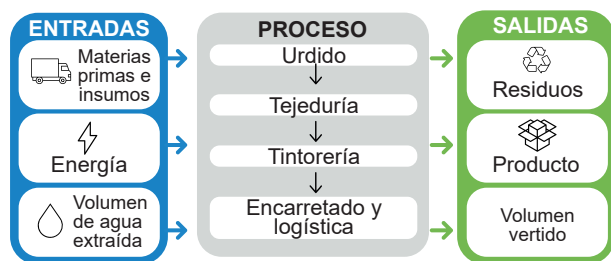 ENTRADAS
Materias
primas e
insumos
Energía
Volumen
de agua
extraída
PROCESO
Urdido
Tejeduría
Tintorería
Encarretado y
logística
SALIDAS
Residuos
Producto
Volumen
vertido